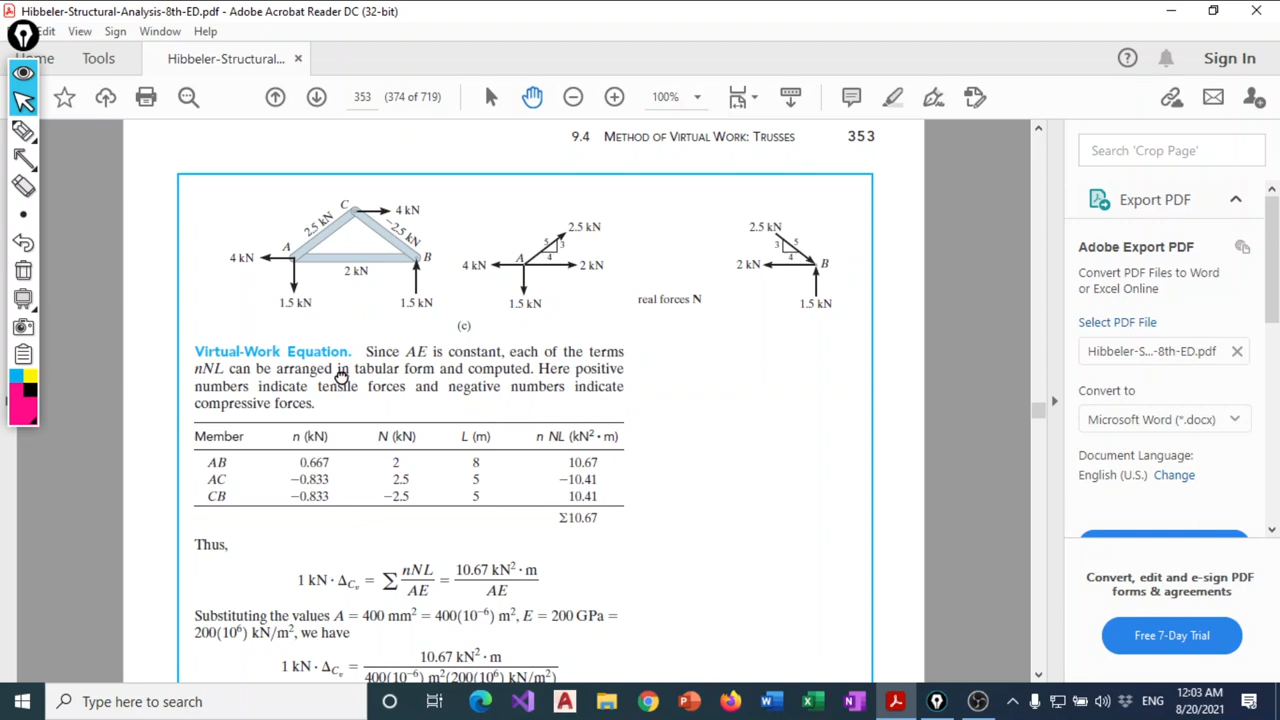 Hibbeler-Structural-Analysis-8th-ED.pdf - Adobe Acrobat Reader DC (32-bit)
Edit View Sign Window Help
Home Tools Hibbeler-Structural... × Sign In
353 (374 of 719) 100%
9.4 METHOD OF VIRTUAL WORK: TRUSSES 353
C 4 kN
2.5 kN −2.5 kN
A B
4 kN 2 kN
1.5 kN 1.5 kN
2.5 kN
5 3
4
4 kN A 2 kN
1.5 kN
real forces N
2.5 kN
3 5
4
2 kN B
1.5 kN
(c)
Virtual-Work Equation. Since AE is constant, each of the terms
nNL can be arranged in tabular form and computed. Here positive
numbers indicate tensile forces and negative numbers indicate
compressive forces.
Member n (kN) N (kN) L (m) n NL (kN² · m)
AB 0.667 2 8 10.67
AC −0.833 2.5 5 −10.41
CB −0.833 −2.5 5 10.41
Σ10.67
Thus,
1 kN · Δ_Cv = Σ nNL/AE = 10.67 kN² · m/AE
Substituting the values A = 400 mm² = 400(10⁻⁶) m², E = 200 GPa =
200(10⁶) kN/m², we have
1 kN · Δ_Cv = 10.67 kN² · m
400(10⁻⁶) m²(200(10⁶) kN/m²)
Search 'Crop Page'
Export PDF
Adobe Export PDF
Convert PDF Files to Word
or Excel Online
Select PDF File
Hibbeler-S...-8th-ED.pdf ×
Convert to
Microsoft Word (*.docx)
Document Language:
English (U.S.) Change
Convert, edit and e-sign PDF
forms & agreements
Free 7-Day Trial
Type here to search
ENG
12:03 AM
8/20/2021